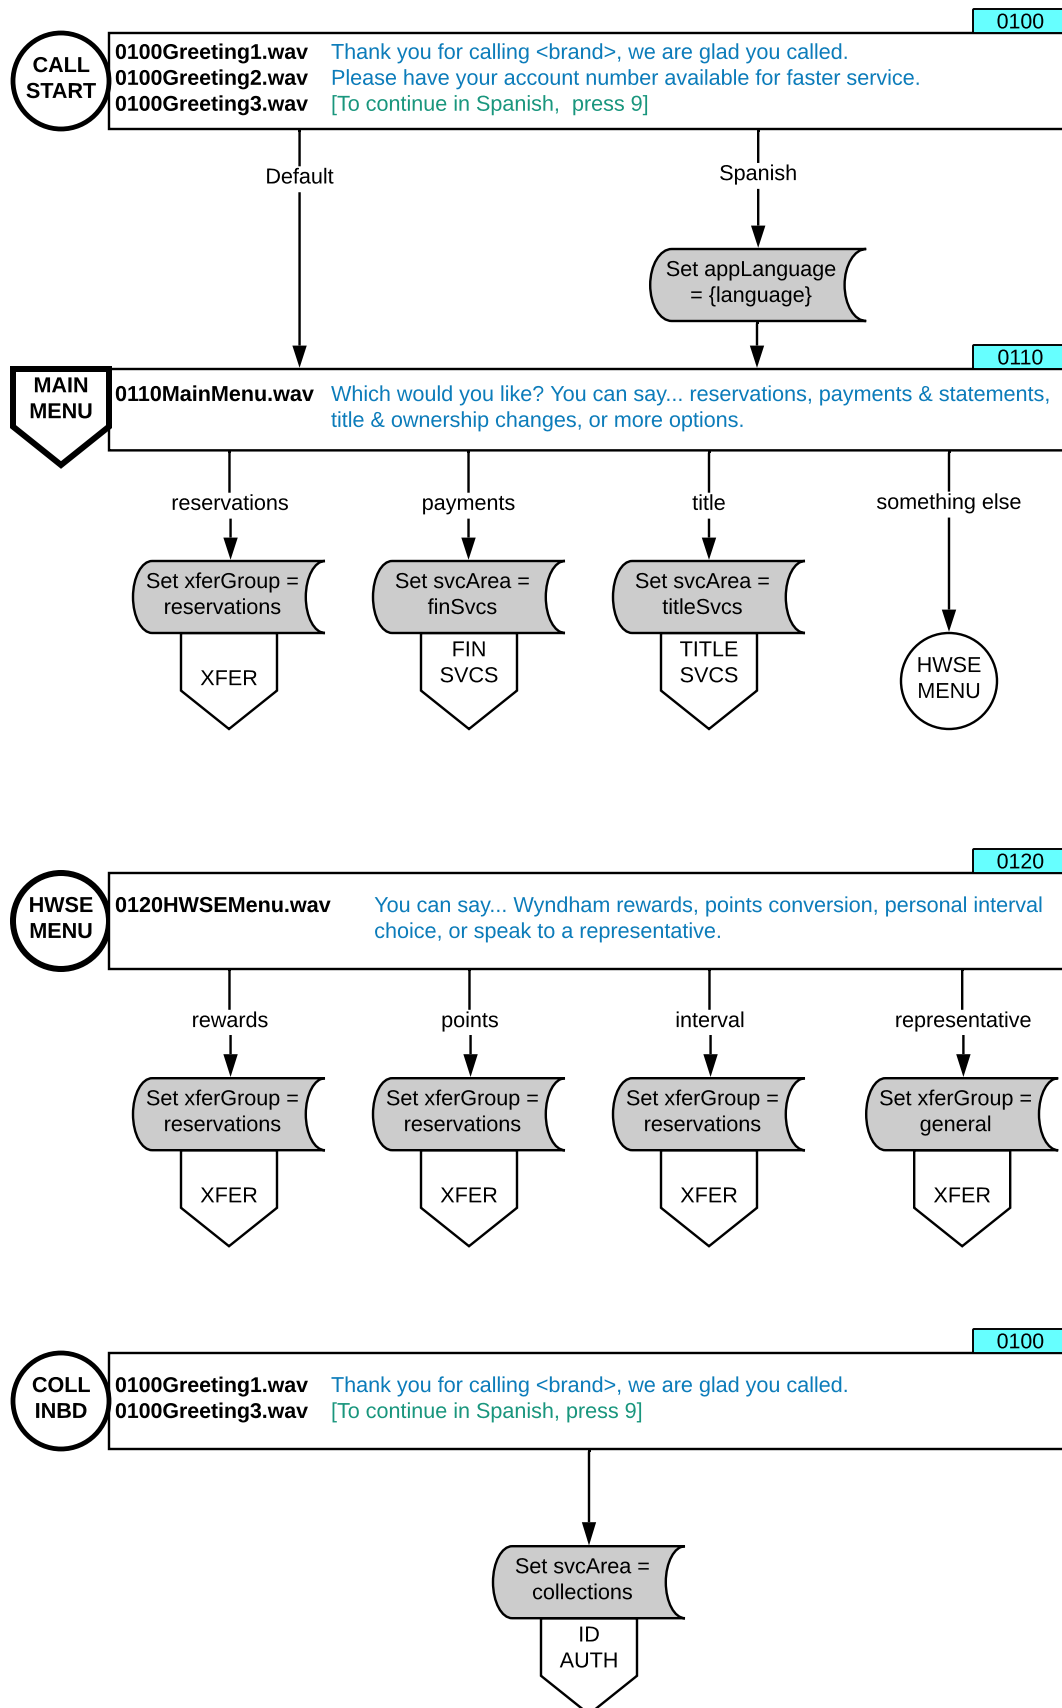 0100
CALL
START
0100Greeting1.wav Thank you for calling <brand>, we are glad you called.
0100Greeting2.wav Please have your account number available for faster service.
0100Greeting3.wav [To continue in Spanish,  press 9]
Default
Spanish
Set appLanguage
= {language}
0110
MAIN
MENU
0110MainMenu.wav Which would you like? You can say... reservations, payments & statements,
title & ownership changes, or more options.
reservations
payments
title
something else
Set xferGroup =
reservations
XFER
Set svcArea =
finSvcs
FIN
SVCS
Set svcArea =
titleSvcs
TITLE
SVCS
HWSE
MENU
0120
HWSE
MENU
0120HWSEMenu.wav You can say... Wyndham rewards, points conversion, personal interval
choice, or speak to a representative.
rewards
points
interval
representative
Set xferGroup =
reservations
XFER
Set xferGroup =
reservations
XFER
Set xferGroup =
reservations
XFER
Set xferGroup =
general
XFER
0100
COLL
INBD
0100Greeting1.wav Thank you for calling <brand>, we are glad you called.
0100Greeting3.wav [To continue in Spanish, press 9]
Set svcArea =
collections
ID
AUTH